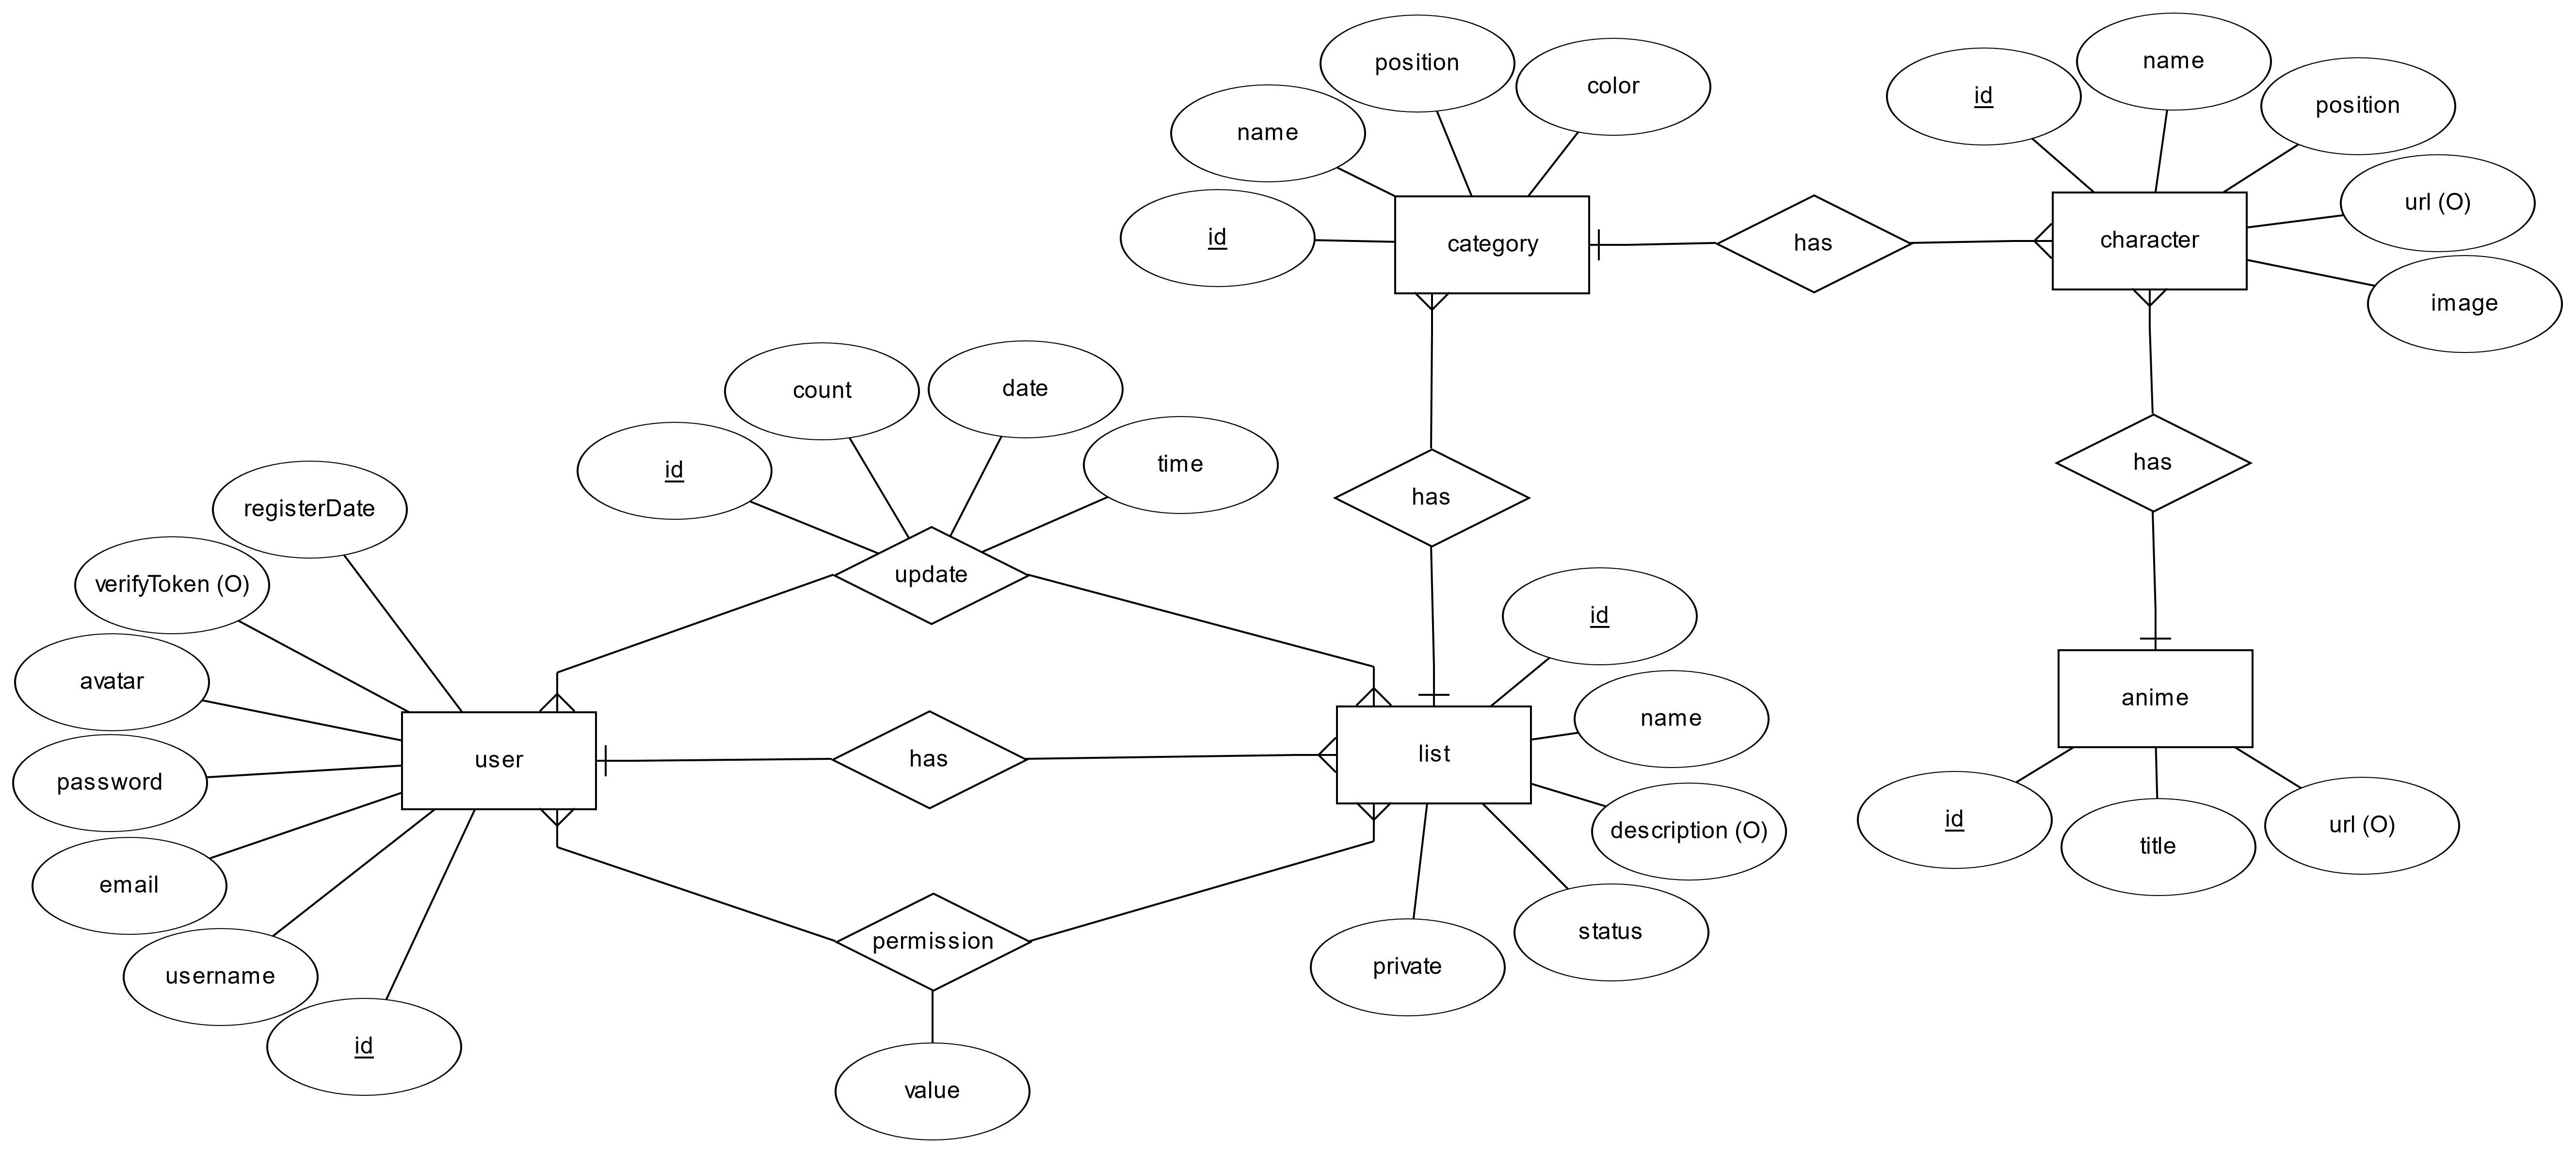 position
name
color
id
name
position
name
url (O)
id
category
has
character
image
count
date
id
time
has
has
registerDate
update
verifyToken (O)
id
avatar
name
anime
user
has
list
password
id
title
url (O)
description (O)
email
permission
status
username
private
id
value